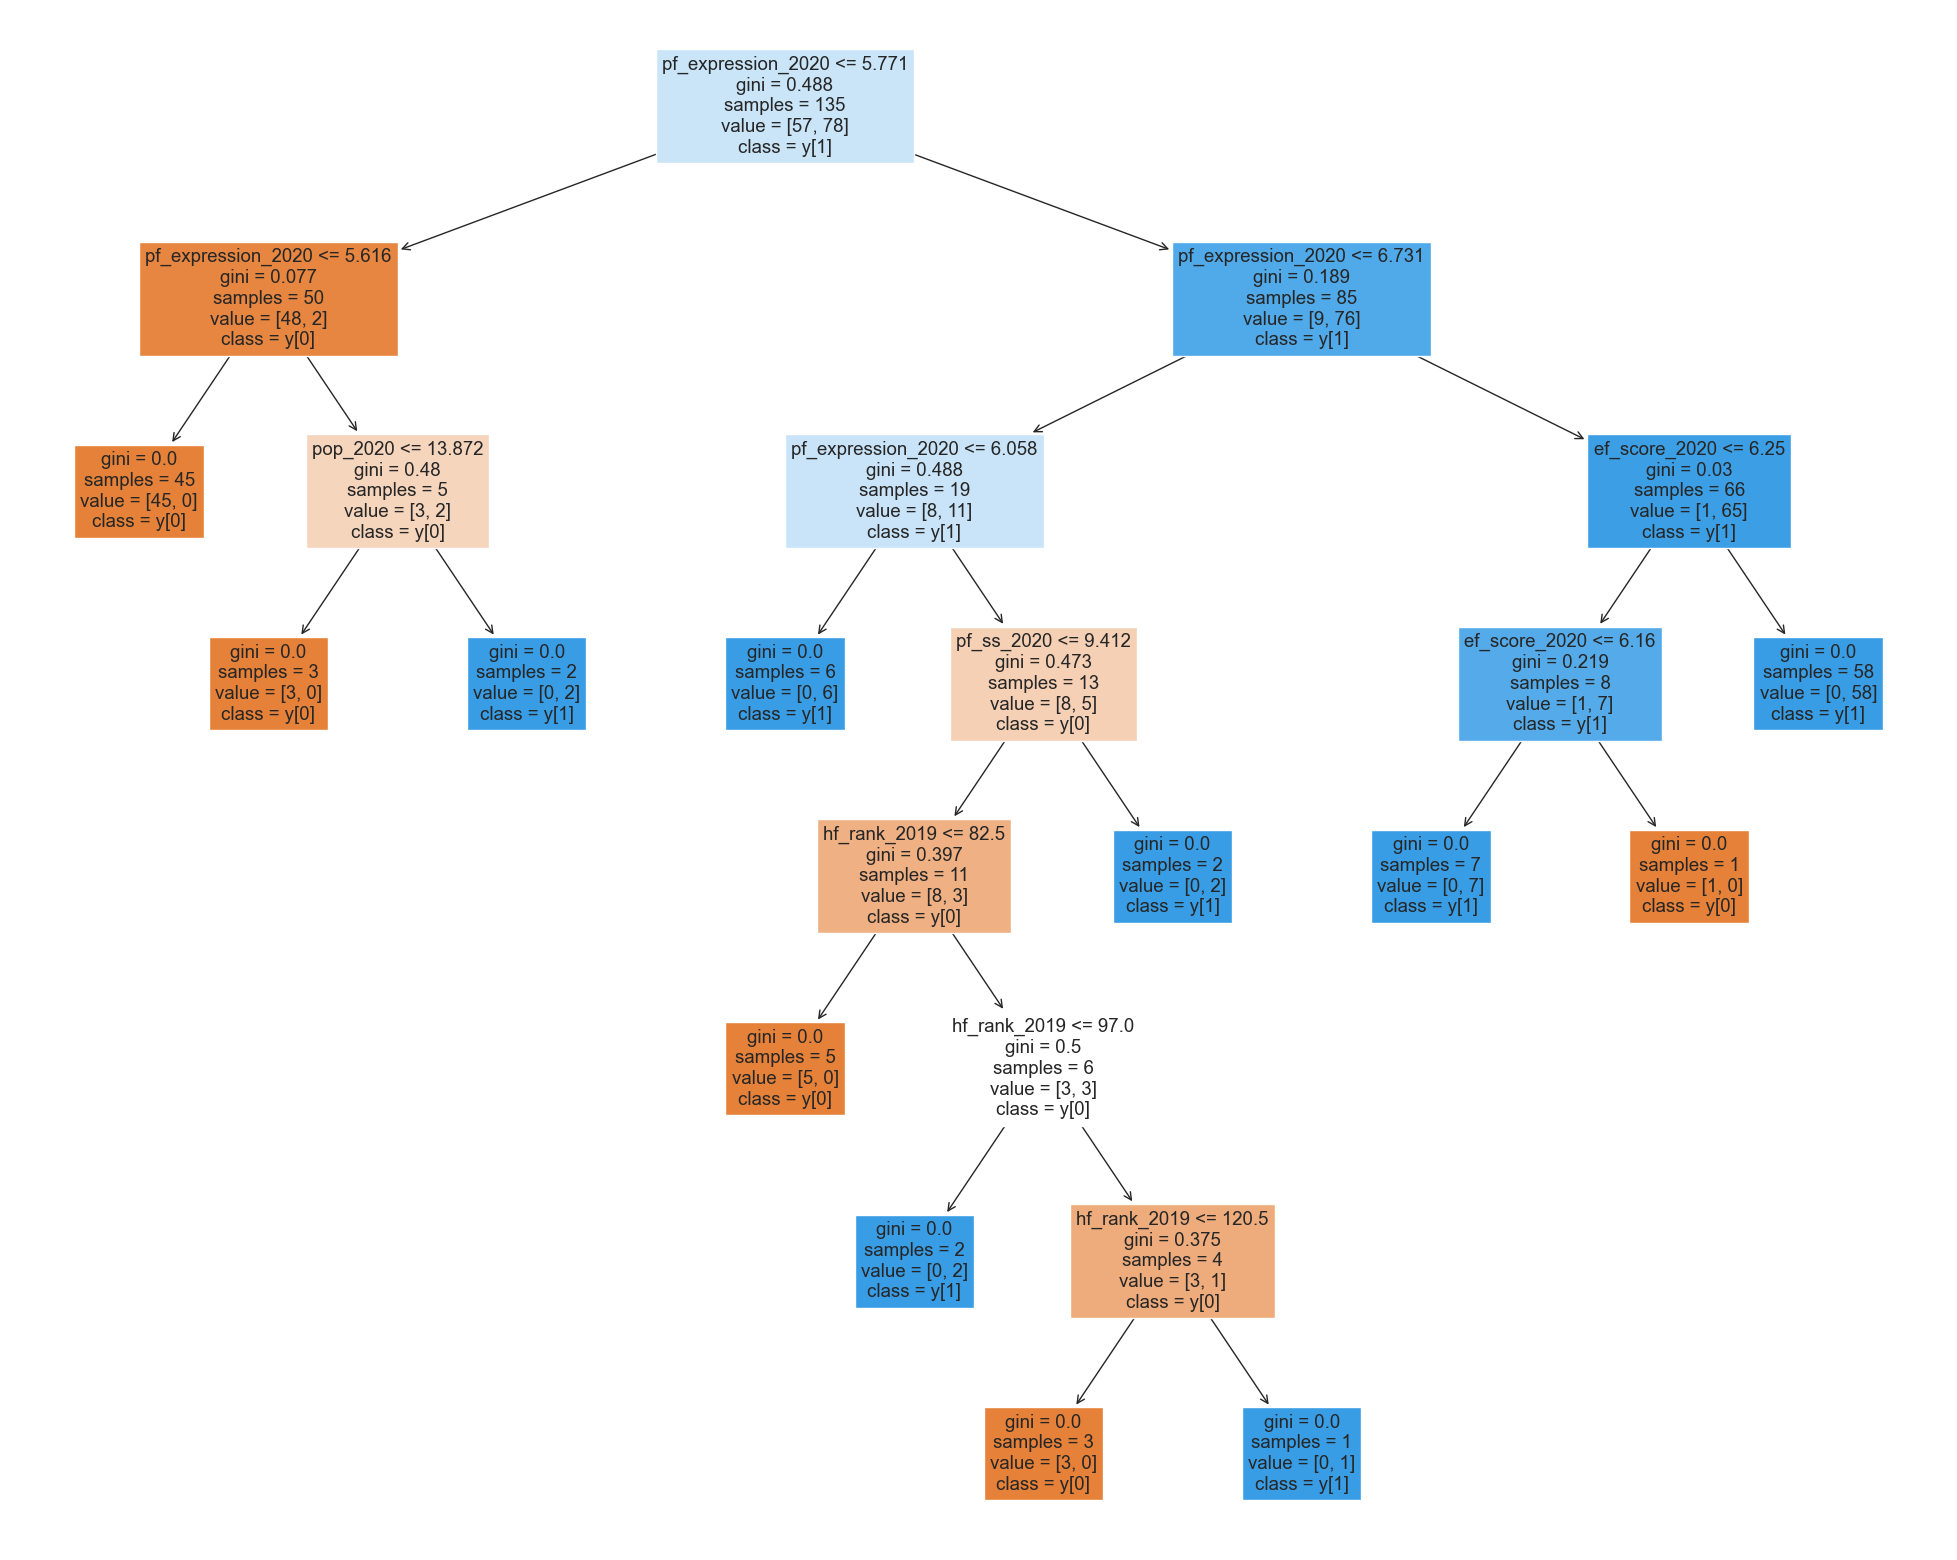 pf_expression_2020 <= 5.771
gini = 0.488
samples = 135
value = [57, 78]
class = y[1]
pf_expression_2020 <= 5.616
gini = 0.077
samples = 50
value = [48, 2]
class = y[0]
pf_expression_2020 <= 6.731
gini = 0.189
samples = 85
value = [9, 76]
class = y[1]
gini = 0.0
samples = 45
value = [45, 0]
class = y[0]
pop_2020 <= 13.872
gini = 0.48
samples = 5
value = [3, 2]
class = y[0]
pf_expression_2020 <= 6.058
gini = 0.488
samples = 19
value = [8, 11]
class = y[1]
ef_score_2020 <= 6.25
gini = 0.03
samples = 66
value = [1, 65]
class = y[1]
gini = 0.0
samples = 3
value = [3, 0]
class = y[0]
gini = 0.0
samples = 2
value = [0, 2]
class = y[1]
gini = 0.0
samples = 6
value = [0, 6]
class = y[1]
pf_ss_2020 <= 9.412
gini = 0.473
samples = 13
value = [8, 5]
class = y[0]
ef_score_2020 <= 6.16
gini = 0.219
samples = 8
value = [1, 7]
class = y[1]
gini = 0.0
samples = 58
value = [0, 58]
class = y[1]
hf_rank_2019 <= 82.5
gini = 0.397
samples = 11
value = [8, 3]
class = y[0]
gini = 0.0
samples = 2
value = [0, 2]
class = y[1]
gini = 0.0
samples = 7
value = [0, 7]
class = y[1]
gini = 0.0
samples = 1
value = [1, 0]
class = y[0]
gini = 0.0
samples = 5
value = [5, 0]
class = y[0]
hf_rank_2019 <= 97.0
gini = 0.5
samples = 6
value = [3, 3]
class = y[0]
gini = 0.0
samples = 2
value = [0, 2]
class = y[1]
hf_rank_2019 <= 120.5
gini = 0.375
samples = 4
value = [3, 1]
class = y[0]
gini = 0.0
samples = 3
value = [3, 0]
class = y[0]
gini = 0.0
samples = 1
value = [0, 1]
class = y[1]